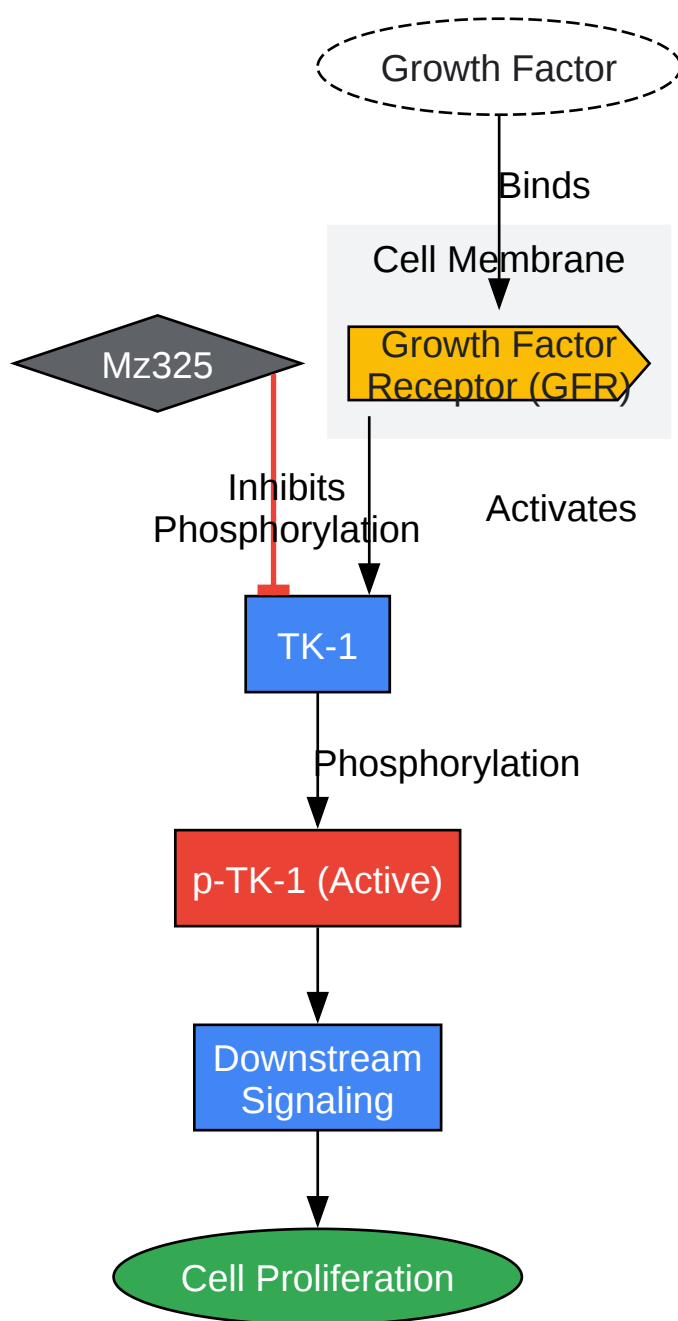 Growth Factor
Binds
Cell Membrane
Mz325
Growth Factor
Receptor (GFR)
Inhibits
Phosphorylation
Activates
TK-1
Phosphorylation
p-TK-1 (Active)
Downstream
Signaling
Cell Proliferation